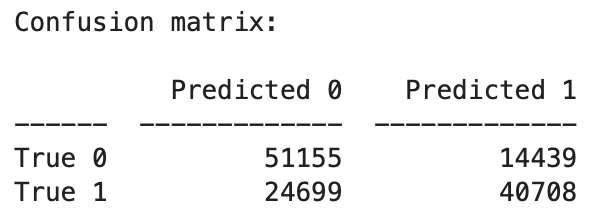 Confusion matrix:
Predicted 0 Predicted 1
------ ------------- -------------
True 0 51155 14439
True 1 24699 40708